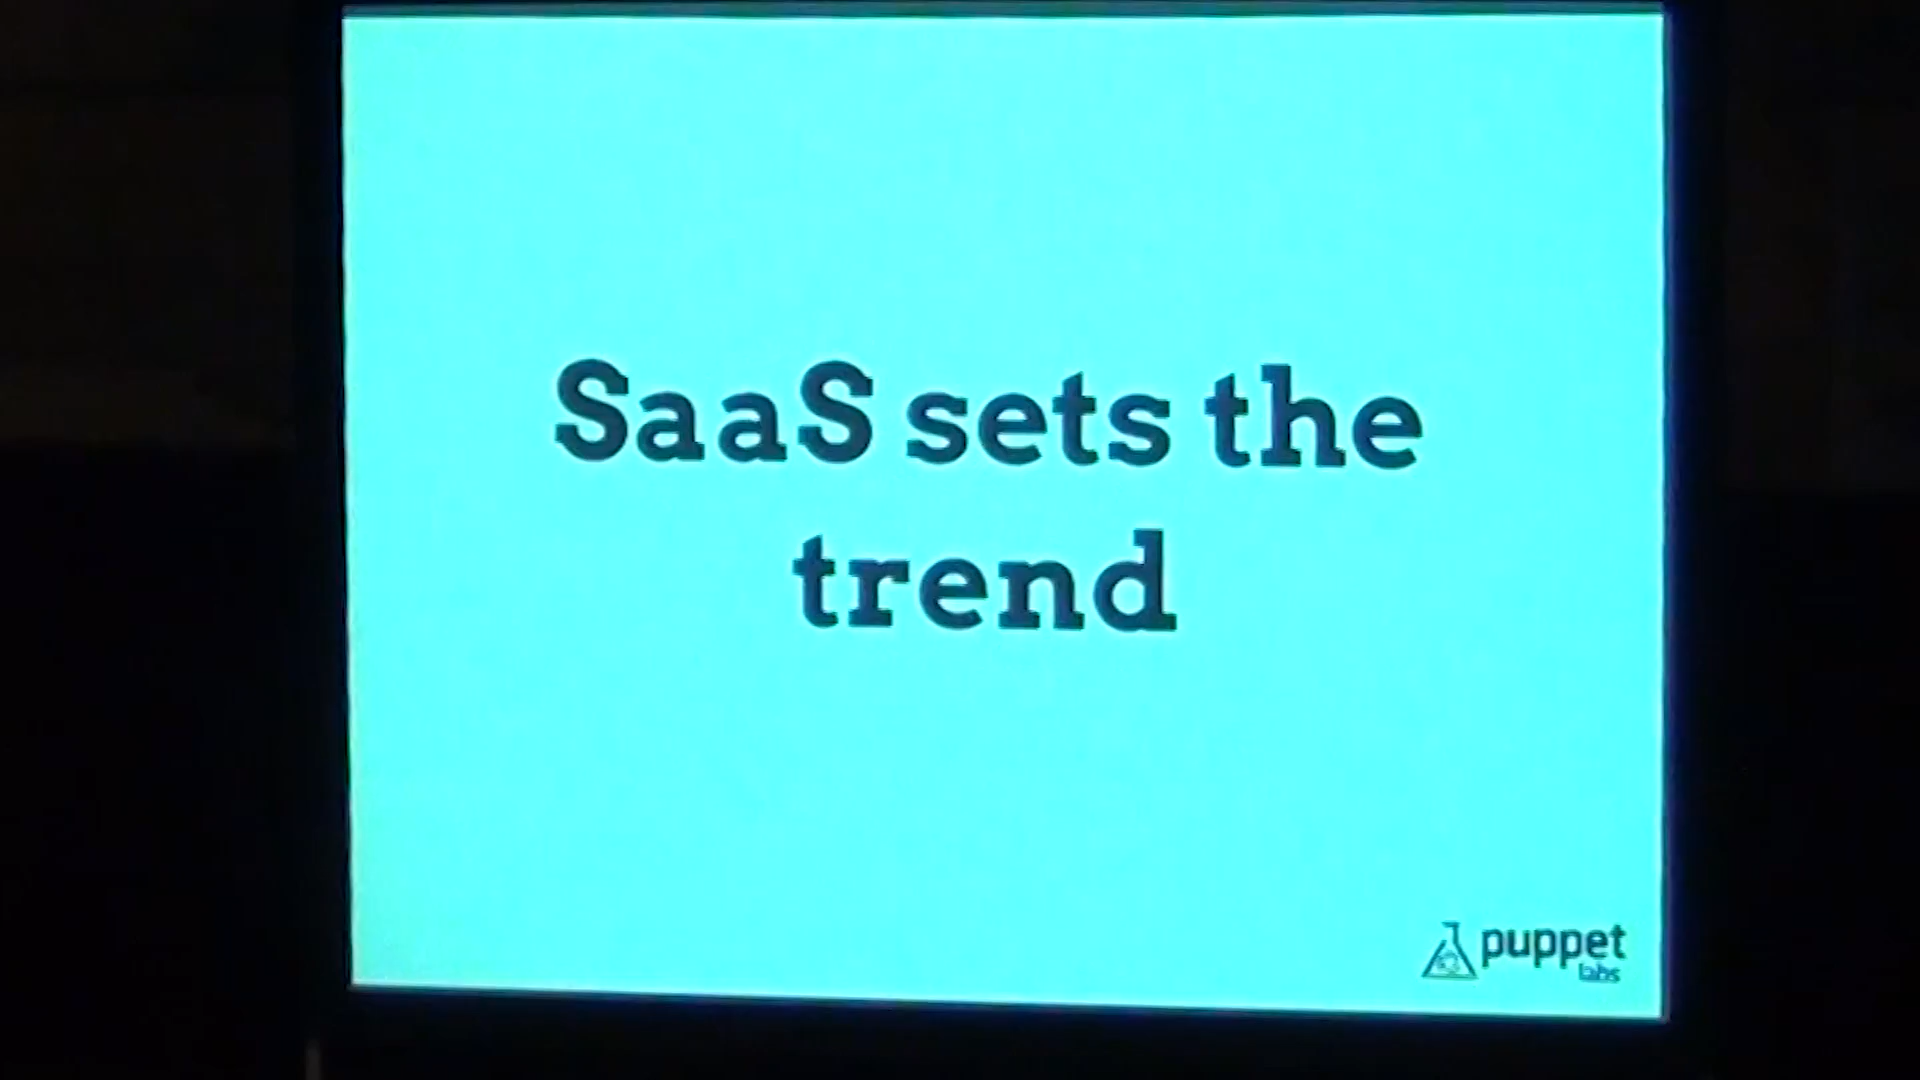 SaaS sets the
trend
puppet
labs